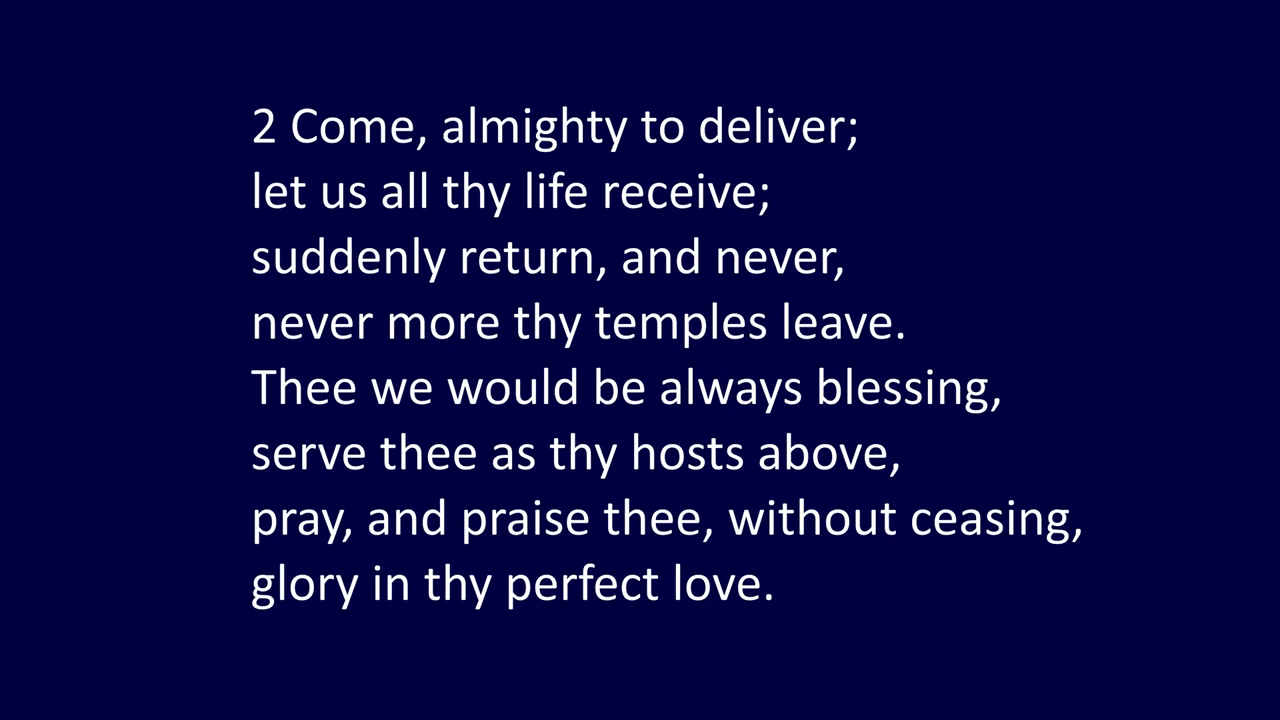 2 Come, almighty to deliver;
let us all thy life receive;
suddenly return, and never,
never more thy temples leave.
Thee we would be always blessing,
serve thee as thy hosts above,
pray, and praise thee, without ceasing,
glory in thy perfect love.